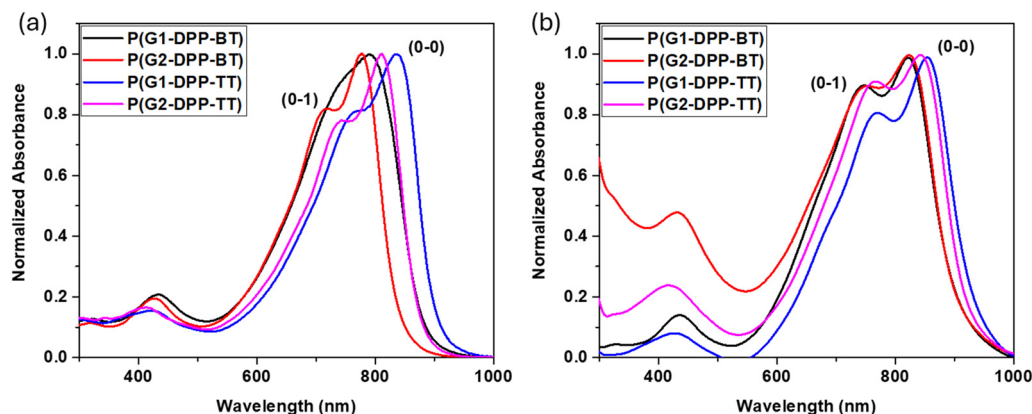 (a)
P(G1-DPP-BT)
P(G2-DPP-BT)
P(G1-DPP-TT)
P(G2-DPP-TT)
(0-0)
(0-1)
Normalized Absorbance
1.0
0.8
0.6
0.4
0.2
0.0
400
600
800
1000
Wavelength (nm)
(b)
P(G1-DPP-BT)
P(G2-DPP-BT)
P(G1-DPP-TT)
P(G2-DPP-TT)
(0-0)
(0-1)
Normalized Absorbance
1.0
0.8
0.6
0.4
0.2
0.0
400
600
800
1000
Wavelength (nm)